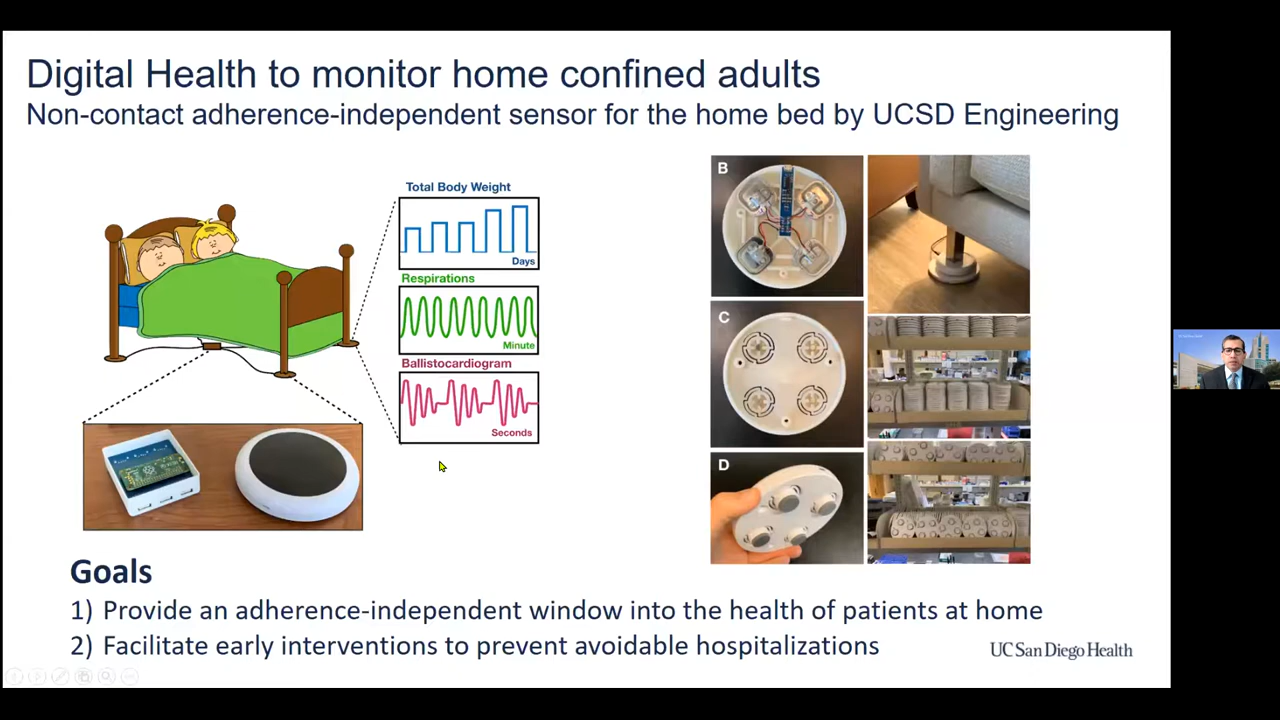 Digital Health to monitor home confined adults
Non-contact adherence-independent sensor for the home bed by UCSD Engineering
Total Body Weight
Days
Respirations
Minute
Ballistocardiogram
Seconds
B
C
D
Goals
1) Provide an adherence-independent window into the health of patients at home
2) Facilitate early interventions to prevent avoidable hospitalizations
UC San Diego Health